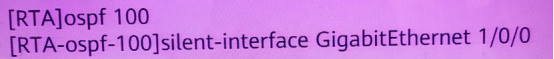 [RTA]ospf 100
[RTA-ospf-100]silent-interface GigabitEthernet 1/0/0